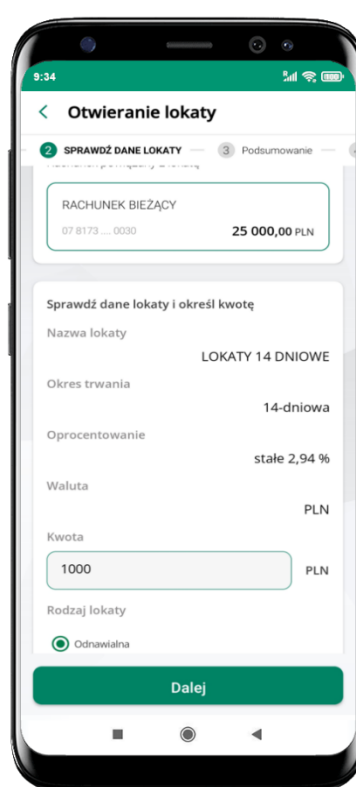 9:34
Otwieranie lokaty
2 SPRAWDŹ DANE LOKATY 3 Podsumowanie
RACHUNEK BIEŻĄCY
07 8173 ... 0030 25 000,00 PLN
Sprawdź dane lokaty i określ kwotę
Nazwa lokaty
LOKATY 14 DNIOWE
Okres trwania
14-dniowa
Oprocentowanie
stałe 2,94 %
Waluta
PLN
Kwota
1000 PLN
Rodzaj lokaty
Odnawialna
Dalej